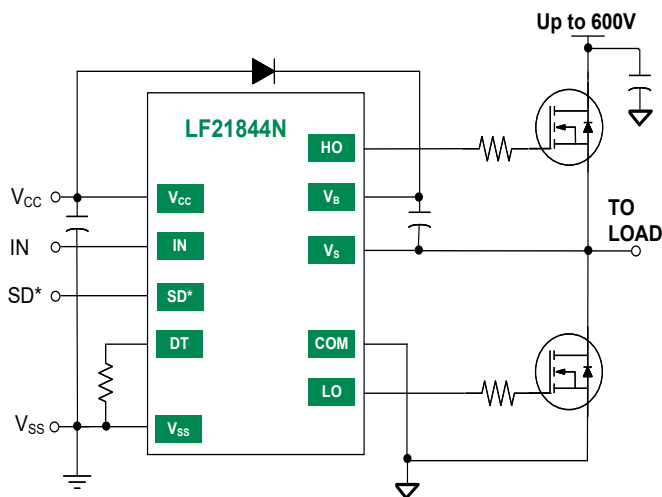 Up to 600V
LF21844N
HO
VCC
VCC
VB
TO
LOAD
IN
IN
VS
SD*
SD*
DT
COM
LO
VSS
VSS